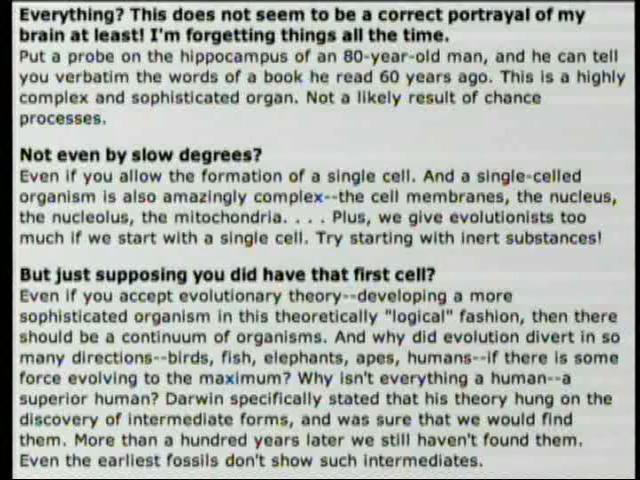 Everything? This does not seem to be a correct portrayal of my
brain at least! I'm forgetting things all the time.
Put a probe on the hippocampus of an 80-year-old man, and he can tell
you verbatim the words of a book he read 60 years ago. This is a highly
complex and sophisticated organ. Not a likely result of chance
processes.
Not even by slow degrees?
Even if you allow the formation of a single cell. And a single-celled
organism is also amazingly complex--the cell membranes, the nucleus,
the nucleolus, the mitochondria. . . . Plus, we give evolutionists too
much if we start with a single cell. Try starting with inert substances!
But just supposing you did have that first cell?
Even if you accept evolutionary theory--developing a more
sophisticated organism in this theoretically "logical" fashion, then there
should be a continuum of organisms. And why did evolution divert in so
many directions--birds, fish, elephants, apes, humans--if there is some
force evolving to the maximum? Why isn't everything a human--a
superior human? Darwin specifically stated that his theory hung on the
discovery of intermediate forms, and was sure that we would find
them. More than a hundred years later we still haven't found them.
Even the earliest fossils don't show such intermediates.